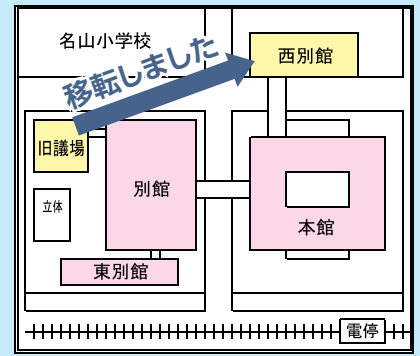 名山小学校
移転しました
西別館
旧議場
別館
立体
本館
東別館
電停